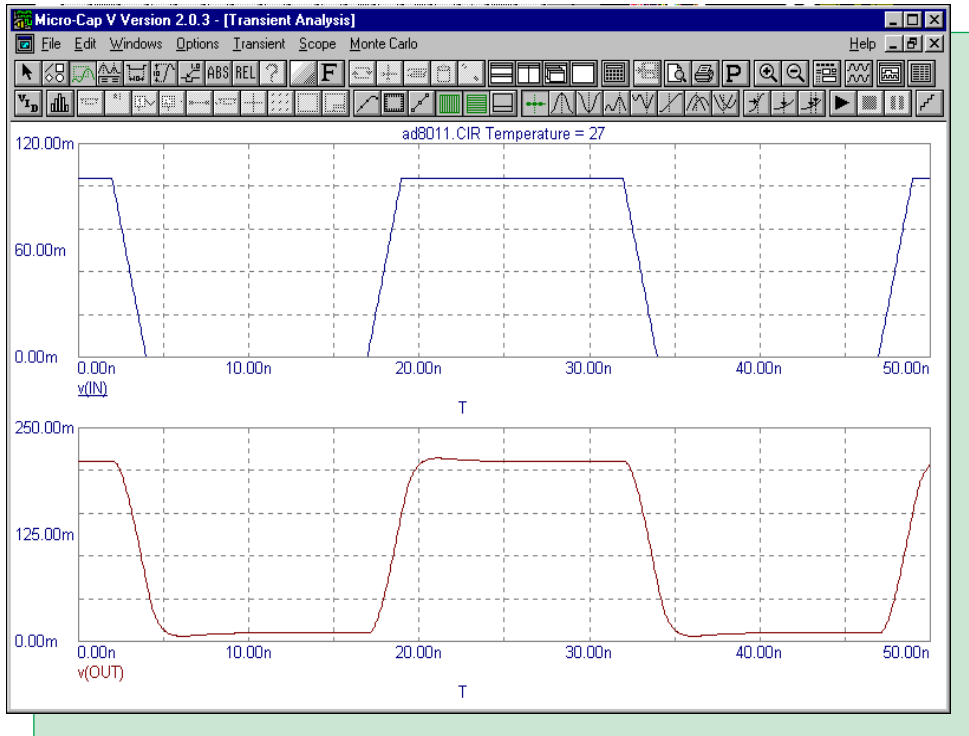 Micro-Cap V Version 2.0.3 - [Transient Analysis]
File Edit Windows Options Transient Scope Monte Carlo Help
ABS REL ? F P
ad8011.CIR Temperature = 27
120.00m
60.00m
0.00m
0.00n 10.00n 20.00n 30.00n 40.00n 50.00n
v(IN)
T
250.00m
125.00m
0.00m
0.00n 10.00n 20.00n 30.00n 40.00n 50.00n
v(OUT)
T